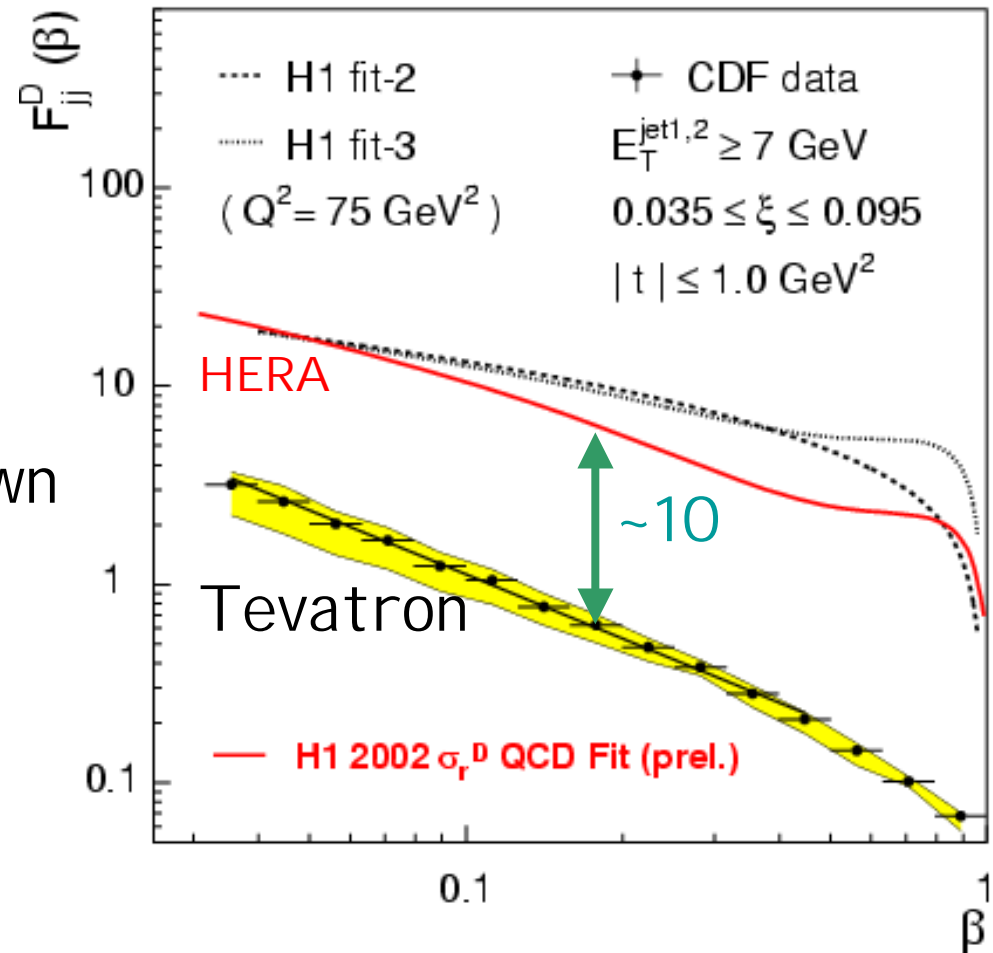 F_jj^D (β)
H1 fit-2
H1 fit-3
( Q²= 75 GeV² )
CDF data
E_T^jet1,2 ≥ 7 GeV
0.035 ≤ ξ ≤ 0.095
| t | ≤ 1.0 GeV²
100
10
1
0.1
HERA
wn
~10
Tevatron
H1 2002 σ_r^D QCD Fit (prel.)
0.1
1
β